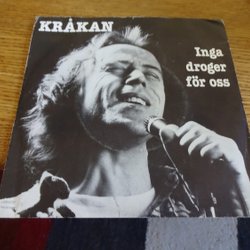 KRÅKAN
Inga
droger
för oss